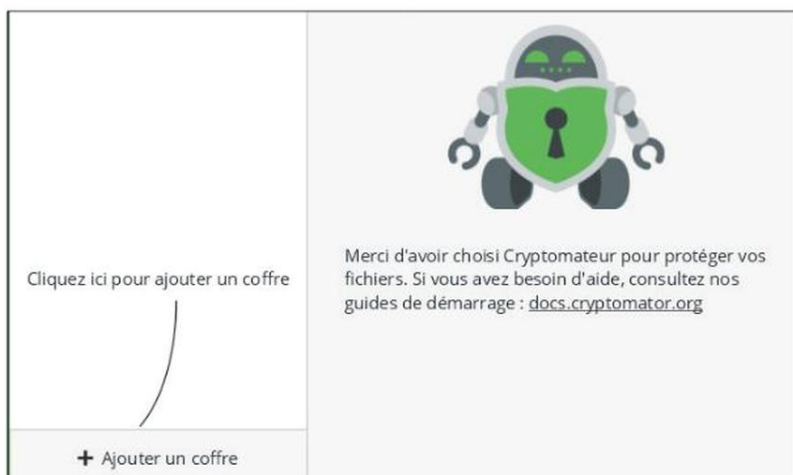 Cliquez ici pour ajouter un coffre
+ Ajouter un coffre
Merci d'avoir choisi Cryptomateur pour protéger vos
fichiers. Si vous avez besoin d'aide, consultez nos
guides de démarrage : docs.cryptomator.org